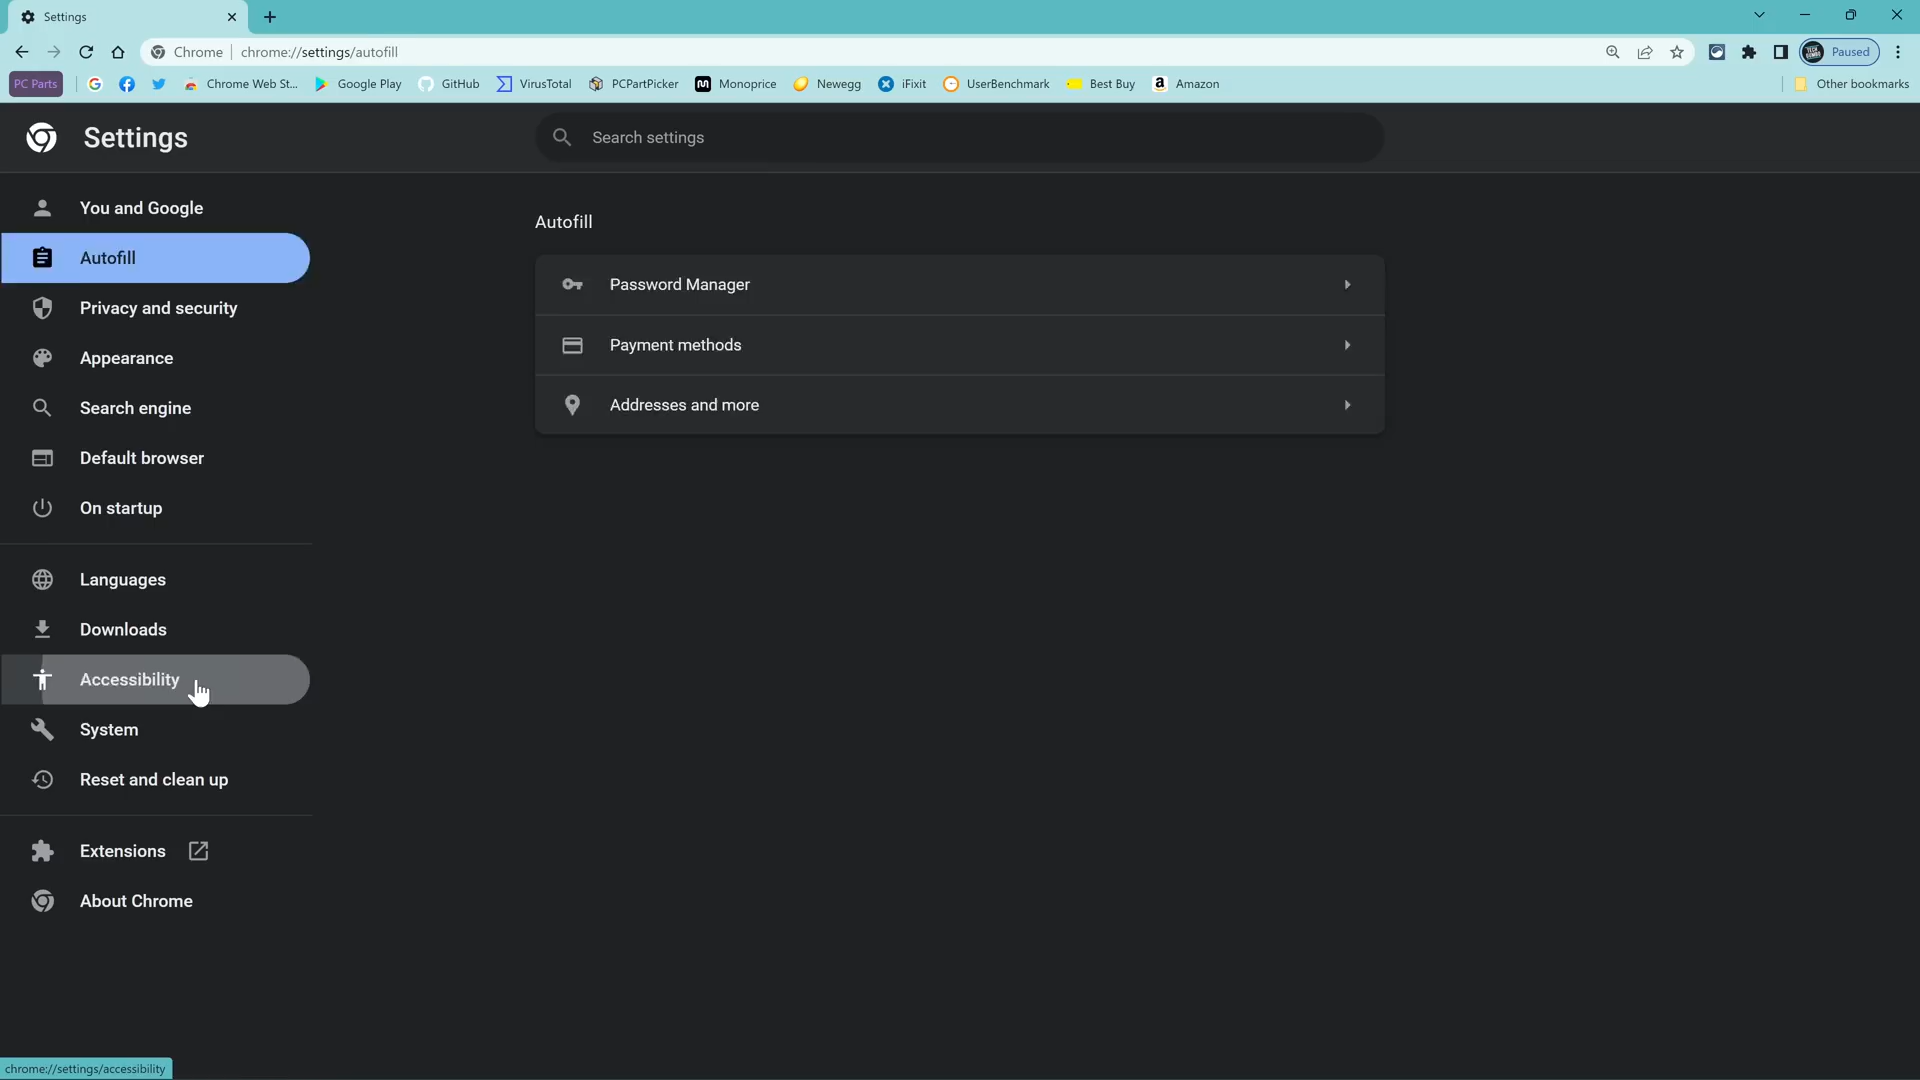 Settings
Chrome chrome://settings/autofill Paused
PC Parts Chrome Web St... Google Play GitHub VirusTotal PCPartPicker Monoprice Newegg iFixit UserBenchmark Best Buy Amazon Other bookmarks
Settings
Search settings
You and Google
Autofill
Privacy and security
Appearance
Search engine
Default browser
On startup
Languages
Downloads
Accessibility
System
Reset and clean up
Extensions
About Chrome
Autofill
Password Manager
Payment methods
Addresses and more
chrome://settings/accessibility